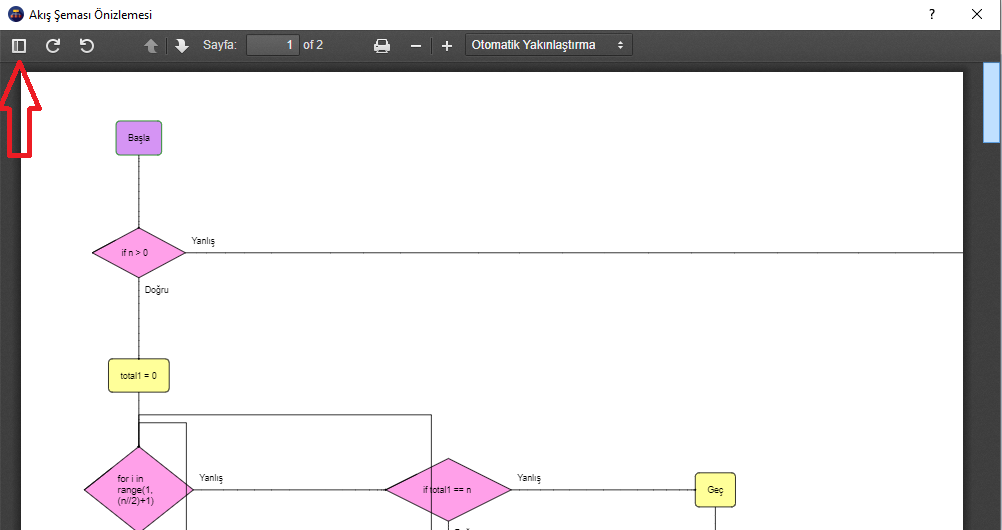 Akış Şeması Önizlemesi
?
Sayfa: 1 of 2
Otomatik Yakınlaştırma
Başla
Yanlış
if n > 0
Doğru
total1 = 0
for i in
range(1,
(n//2)+1)
Yanlış
if total1 == n
Yanlış
Geç